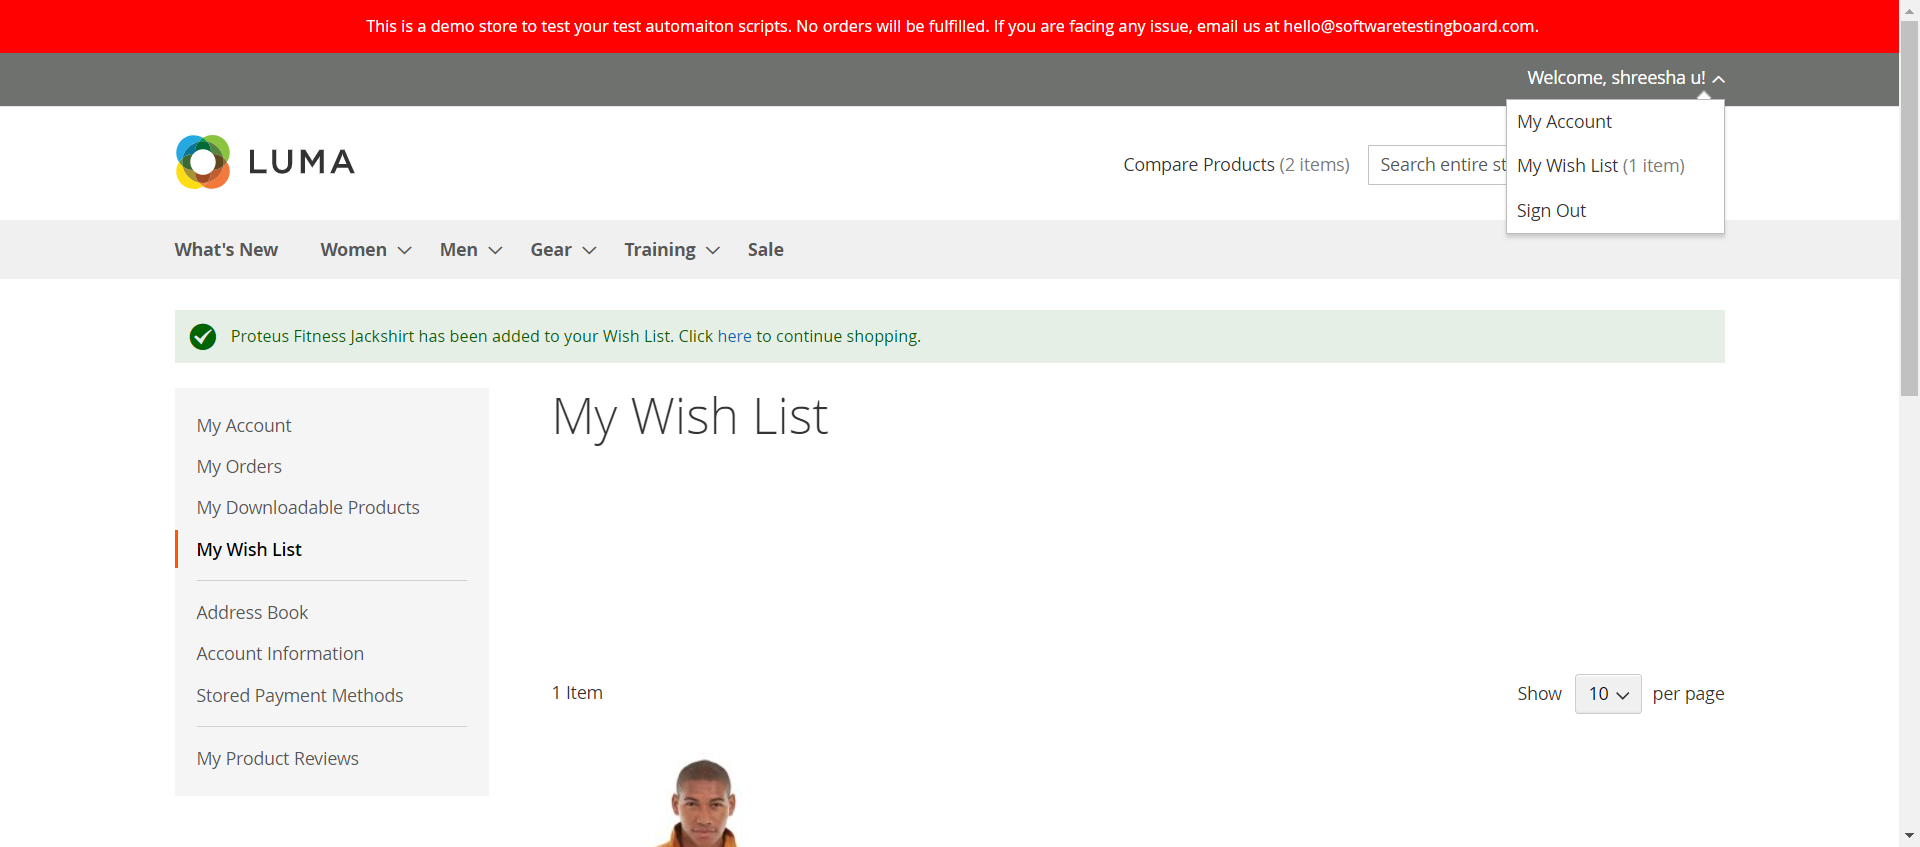 This is a demo store to test your test automaiton scripts. No orders will be fulfilled. If you are facing any issue, email us at hello@softwaretestingboard.com.
Welcome, shreesha u!
My Account
My Wish List (1 item)
Sign Out
LUMA
Compare Products (2 items)
Search entire st
What's New
Women
Men
Gear
Training
Sale
Proteus Fitness Jackshirt has been added to your Wish List. Click here to continue shopping.
My Account
My Orders
My Downloadable Products
My Wish List
Address Book
Account Information
Stored Payment Methods
My Product Reviews
My Wish List
1 Item
Show 10 per page